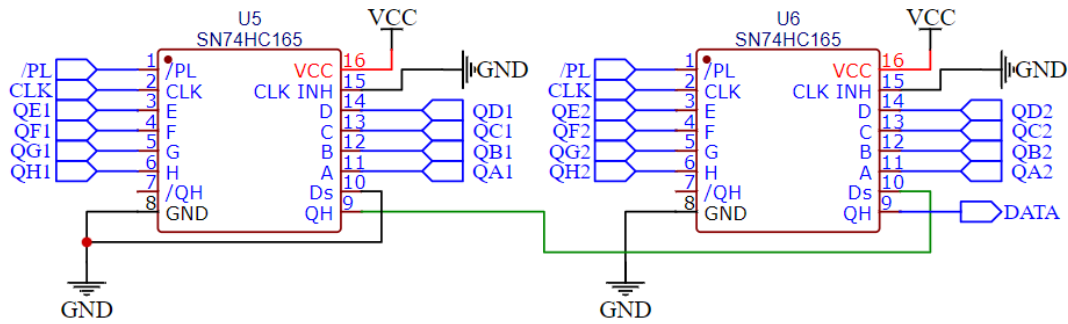 U5
SN74HC165
VCC
/PL 1 /PL VCC 16
CLK 2 CLK CLK INH 15 GND
QE1 3 E D 14 QD1
QF1 4 F C 13 QC1
QG1 5 G B 12 QB1
QH1 6 H A 11 QA1
7 /QH Ds 10
8 GND QH 9
GND
U6
SN74HC165
VCC
/PL 1 /PL VCC 16
CLK 2 CLK CLK INH 15 GND
QE2 3 E D 14 QD2
QF2 4 F C 13 QC2
QG2 5 G B 12 QB2
QH2 6 H A 11 QA2
7 /QH Ds 10
8 GND QH 9 DATA
GND